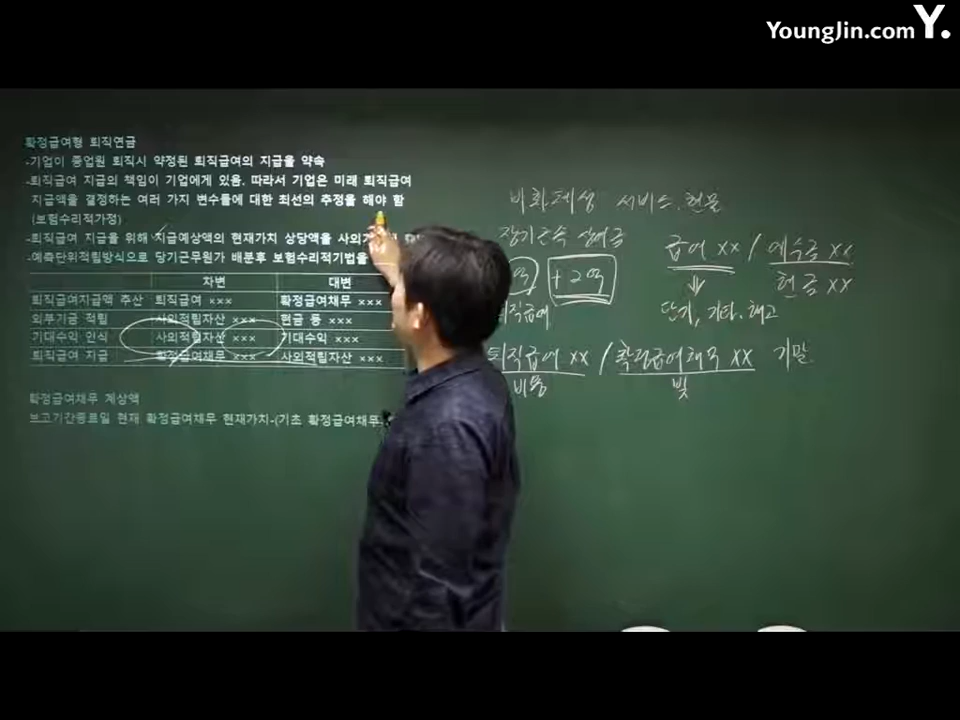 YoungJin.com Y.
확정급여형 퇴직연금
-기업이 종업원 퇴직시 약정된 퇴직급여의 지급을 약속
-퇴직급여 지급의 책임이 기업에게 있음. 따라서 기업은 미래 퇴직급여
지급액을 결정하는 여러 가지 변수들에 대한 최선의 추정을 해야 함
(보험수리적가정)
-퇴직급여 지급을 위해 지급예상액의 현재가치 상당액을 사외
-예측단위적립방식으로 당기근무원가 배분후 보험수리적기법을
차변 대변
퇴직급여지급액 추산 퇴직급여 ××× 확정급여채무 ×××
외부기금 적립 사외적립자산 ××× 현금 등 ×××
기대수익 인식 사외적립자산 ××× 기대수익 ×××
퇴직급여 지급 확정급여채무 ××× 사외적립자산 ×××
확정급여채무 계상액
보고기간종료일 현재 확정급여채무 현재가치-(기초 확정급여채무
비화폐성 서비스.현물
장기근속 상여금
+2억
퇴직급여
급여 xx / 예수금 xx
현금 xx
단기, 기타.해고
퇴직급여 xx / 확정급여채무 xx 기말
비용 빚